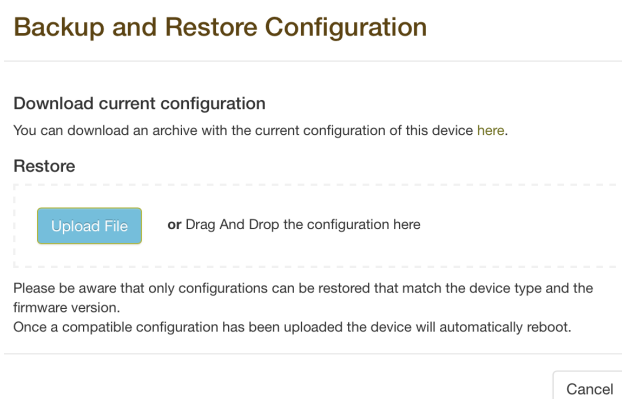 Backup and Restore Configuration
Download current configuration
You can download an archive with the current configuration of this device here.
Restore
Upload File or Drag And Drop the configuration here
Please be aware that only configurations can be restored that match the device type and the
firmware version.
Once a compatible configuration has been uploaded the device will automatically reboot.
Cancel